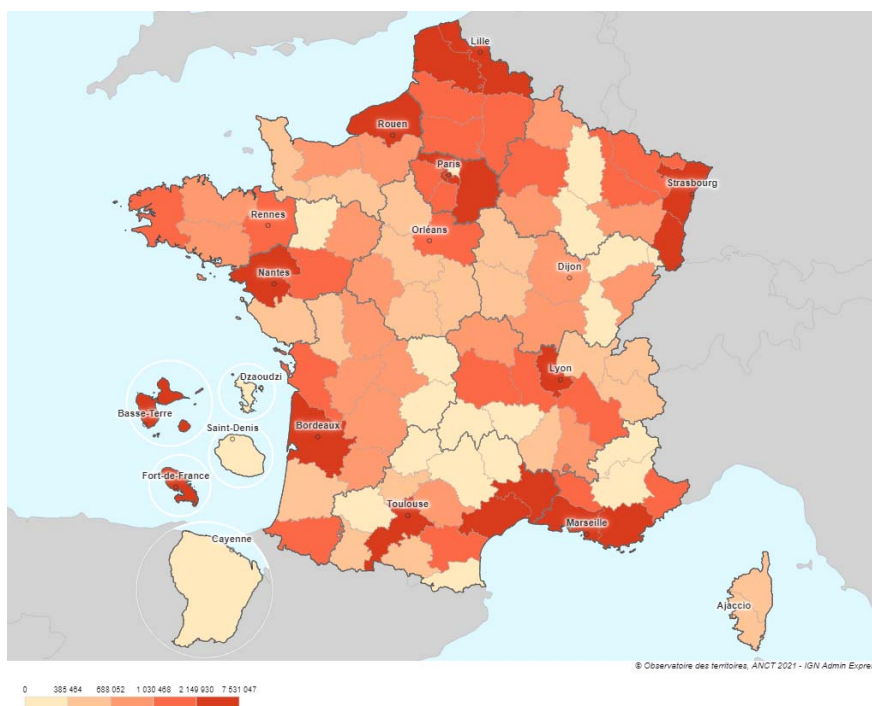 Lille
Rouen
Paris
Strasbourg
Rennes
Orléans
Nantes
Dijon
Lyon
Dzaoudzi
Basse-Terre
Saint-Denis
Bordeaux
Fort-de-France
Toulouse
Marseille
Cayenne
Ajaccio
© Observatoire des territoires, ANCT 2021 - IGN Admin Expre
0 385 464 688 052 1 030 468 2 149 930 7 531 047